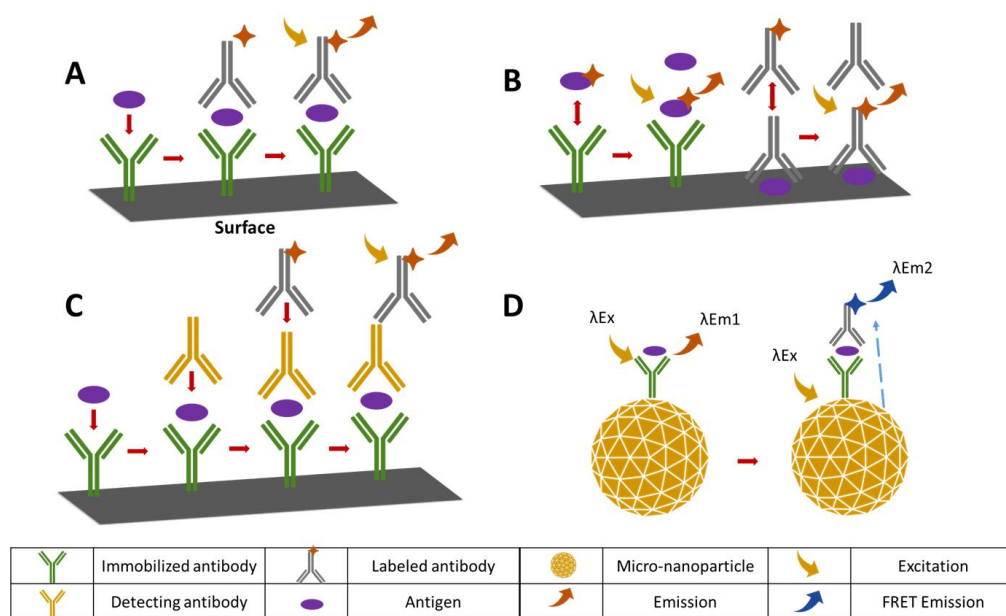 A
B
Surface
C
D
λEx
λEm1
λEx
λEm2
Immobilized antibody
Labeled antibody
Micro-nanoparticle
Excitation
Detecting antibody
Antigen
Emission
FRET Emission